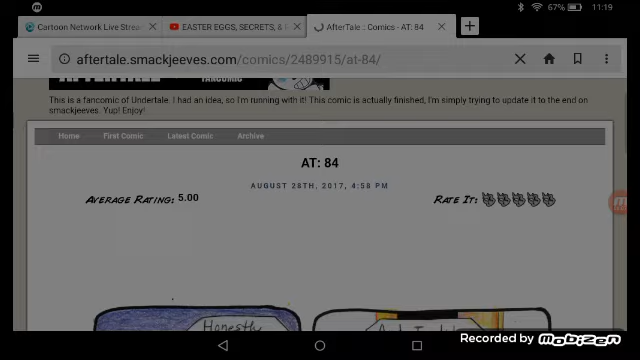 67% 11:19
Cartoon Network Live Strea
EASTER EGGS, SECRETS, &
AfterTale :: Comics - AT: 84
aftertale.smackjeeves.com/comics/2489915/at-84/
FANCOMIC
This is a fancomic of Undertale. I had an idea, so I'm running with it! This comic is actually finished, I'm simply trying to update it to the end on
smackjeeves. Yup! Enjoy!
Home First Comic Latest Comic Archive
AT: 84
AUGUST 28TH, 2017, 4:58 PM
AVERAGE RATING: 5.00 RATE IT:
Honestly
Recorded by MOBIZEN